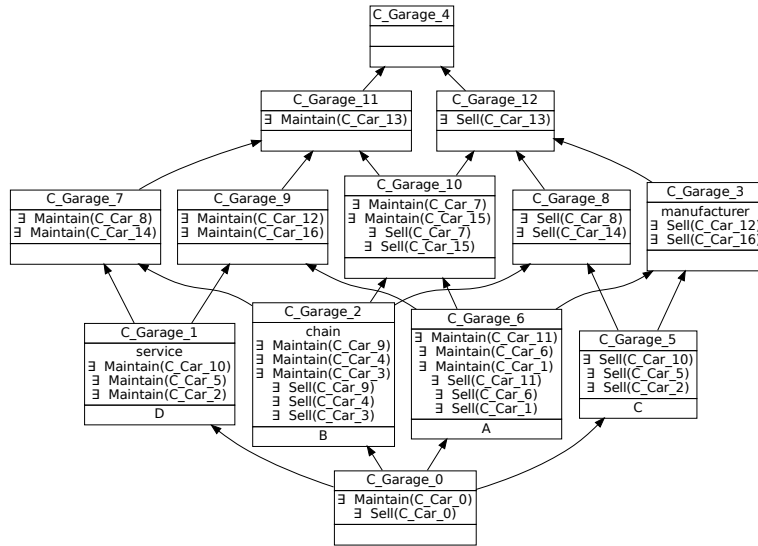 C_Garage_4
C_Garage_11
∃ Maintain(C_Car_13)
C_Garage_12
∃ Sell(C_Car_13)
C_Garage_7
∃ Maintain(C_Car_8)
∃ Maintain(C_Car_14)
C_Garage_9
∃ Maintain(C_Car_12)
∃ Maintain(C_Car_16)
C_Garage_10
∃ Maintain(C_Car_7)
∃ Maintain(C_Car_15)
∃ Sell(C_Car_7)
∃ Sell(C_Car_15)
C_Garage_8
∃ Sell(C_Car_8)
∃ Sell(C_Car_14)
C_Garage_3
manufacturer
∃ Sell(C_Car_12)
∃ Sell(C_Car_16)
C_Garage_1
service
∃ Maintain(C_Car_10)
∃ Maintain(C_Car_5)
∃ Maintain(C_Car_2)
D
C_Garage_2
chain
∃ Maintain(C_Car_9)
∃ Maintain(C_Car_4)
∃ Maintain(C_Car_3)
∃ Sell(C_Car_9)
∃ Sell(C_Car_4)
∃ Sell(C_Car_3)
B
C_Garage_6
∃ Maintain(C_Car_11)
∃ Maintain(C_Car_6)
∃ Maintain(C_Car_1)
∃ Sell(C_Car_11)
∃ Sell(C_Car_6)
∃ Sell(C_Car_1)
A
C_Garage_5
∃ Sell(C_Car_10)
∃ Sell(C_Car_5)
∃ Sell(C_Car_2)
C
C_Garage_0
∃ Maintain(C_Car_0)
∃ Sell(C_Car_0)